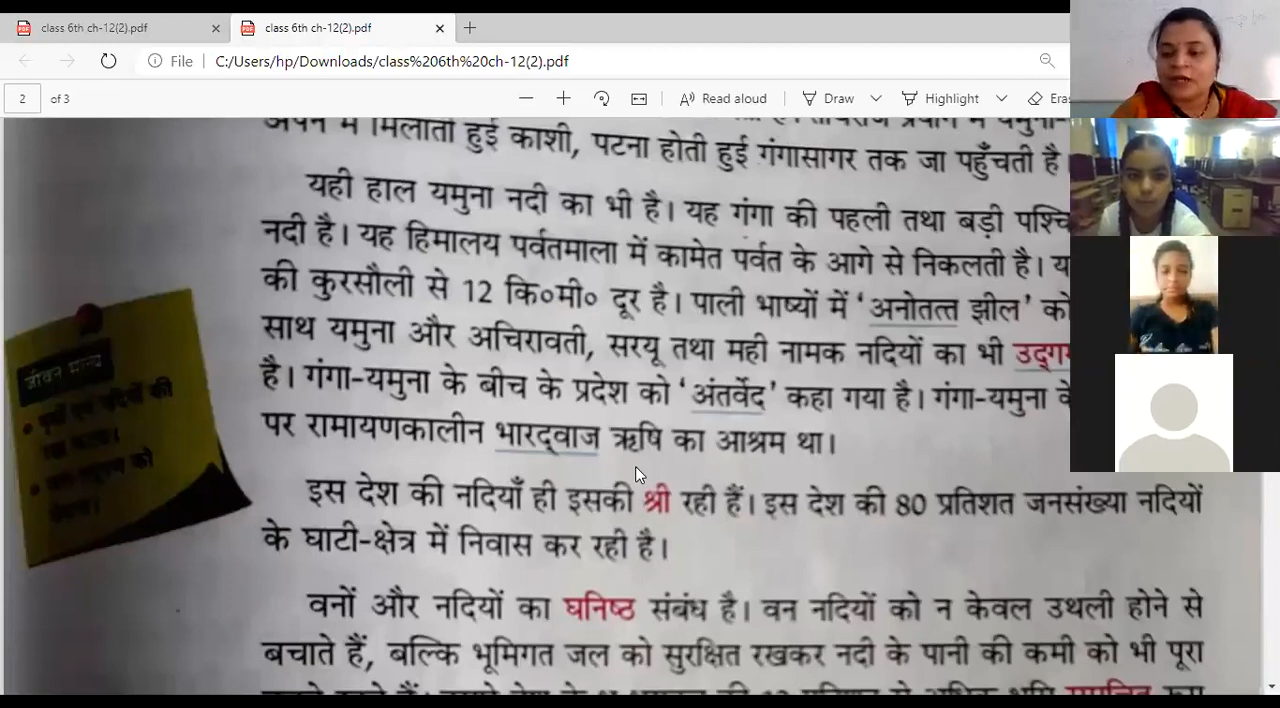 class 6th ch-12(2).pdf
class 6th ch-12(2).pdf
File C:/Users/hp/Downloads/class%206th%20ch-12(2).pdf
2 of 3 Read aloud Draw Highlight
अपने में मिलाती हुई काशी, पटना होती हुई गंगासागर तक जा पहुँचती है
यही हाल यमुना नदी का भी है। यह गंगा की पहली तथा बड़ी
नदी है। यह हिमालय पर्वतमाला में कामेत पर्वत के आगे से निकलती है।
की कुरसौली से 12 कि०मी० दूर है। पाली भाष्यों में ‘अनोतत्त झील’ को
साथ यमुना और अचिरावती, सरयू तथा मही नामक नदियों का भी
है। गंगा-यमुना के बीच के प्रदेश को ‘अंतर्वेद’ कहा गया है। गंगा-यमुना के
पर रामायणकालीन भारद्वाज ऋषि का आश्रम था।
जीवन मूल्य
इस देश की नदियाँ ही इसकी श्री रही हैं। इस देश की 80 प्रतिशत जनसंख्या नदियों
के घाटी-क्षेत्र में निवास कर रही है।
वनों और नदियों का घनिष्ठ संबंध है। वन नदियों को न केवल उथली होने से
बचाते हैं, बल्कि भूमिगत जल को सुरक्षित रखकर नदी के पानी की कमी को भी पूरा